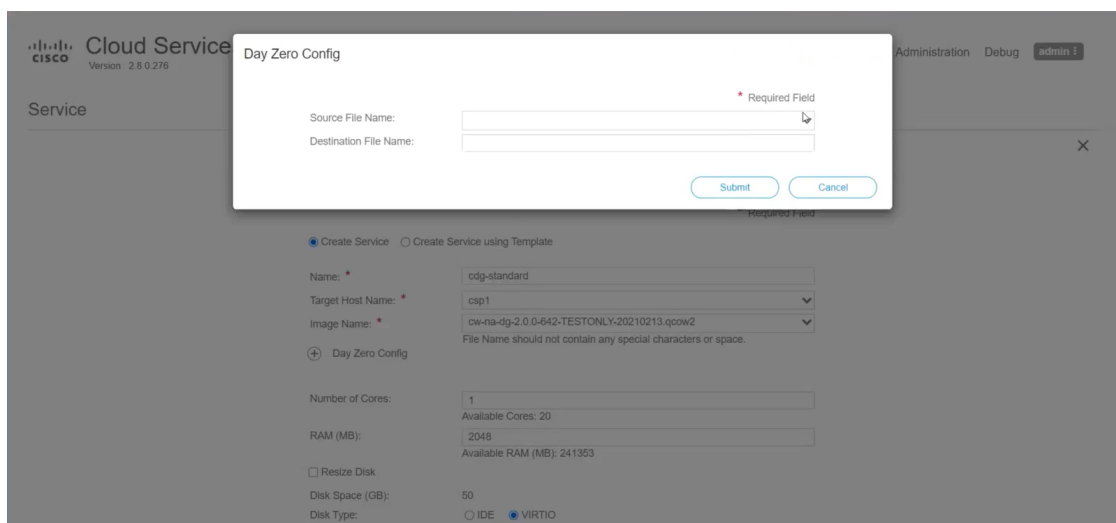 cisco Cloud Service
Version : 2.8.0.276
Administration Debug admin
Service
Day Zero Config
* Required Field
Source File Name:
Destination File Name:
Submit Cancel
* Required Field
Create Service Create Service using Template
Name: * cdg-standard
Target Host Name: * csp1
Image Name: * cw-na-dg-2.0.0-642-TESTONLY-20210213.qcow2
File Name should not contain any special characters or space.
Day Zero Config
Number of Cores: 1
Available Cores: 20
RAM (MB): 2048
Available RAM (MB): 241353
Resize Disk
Disk Space (GB): 50
Disk Type: IDE VIRTIO